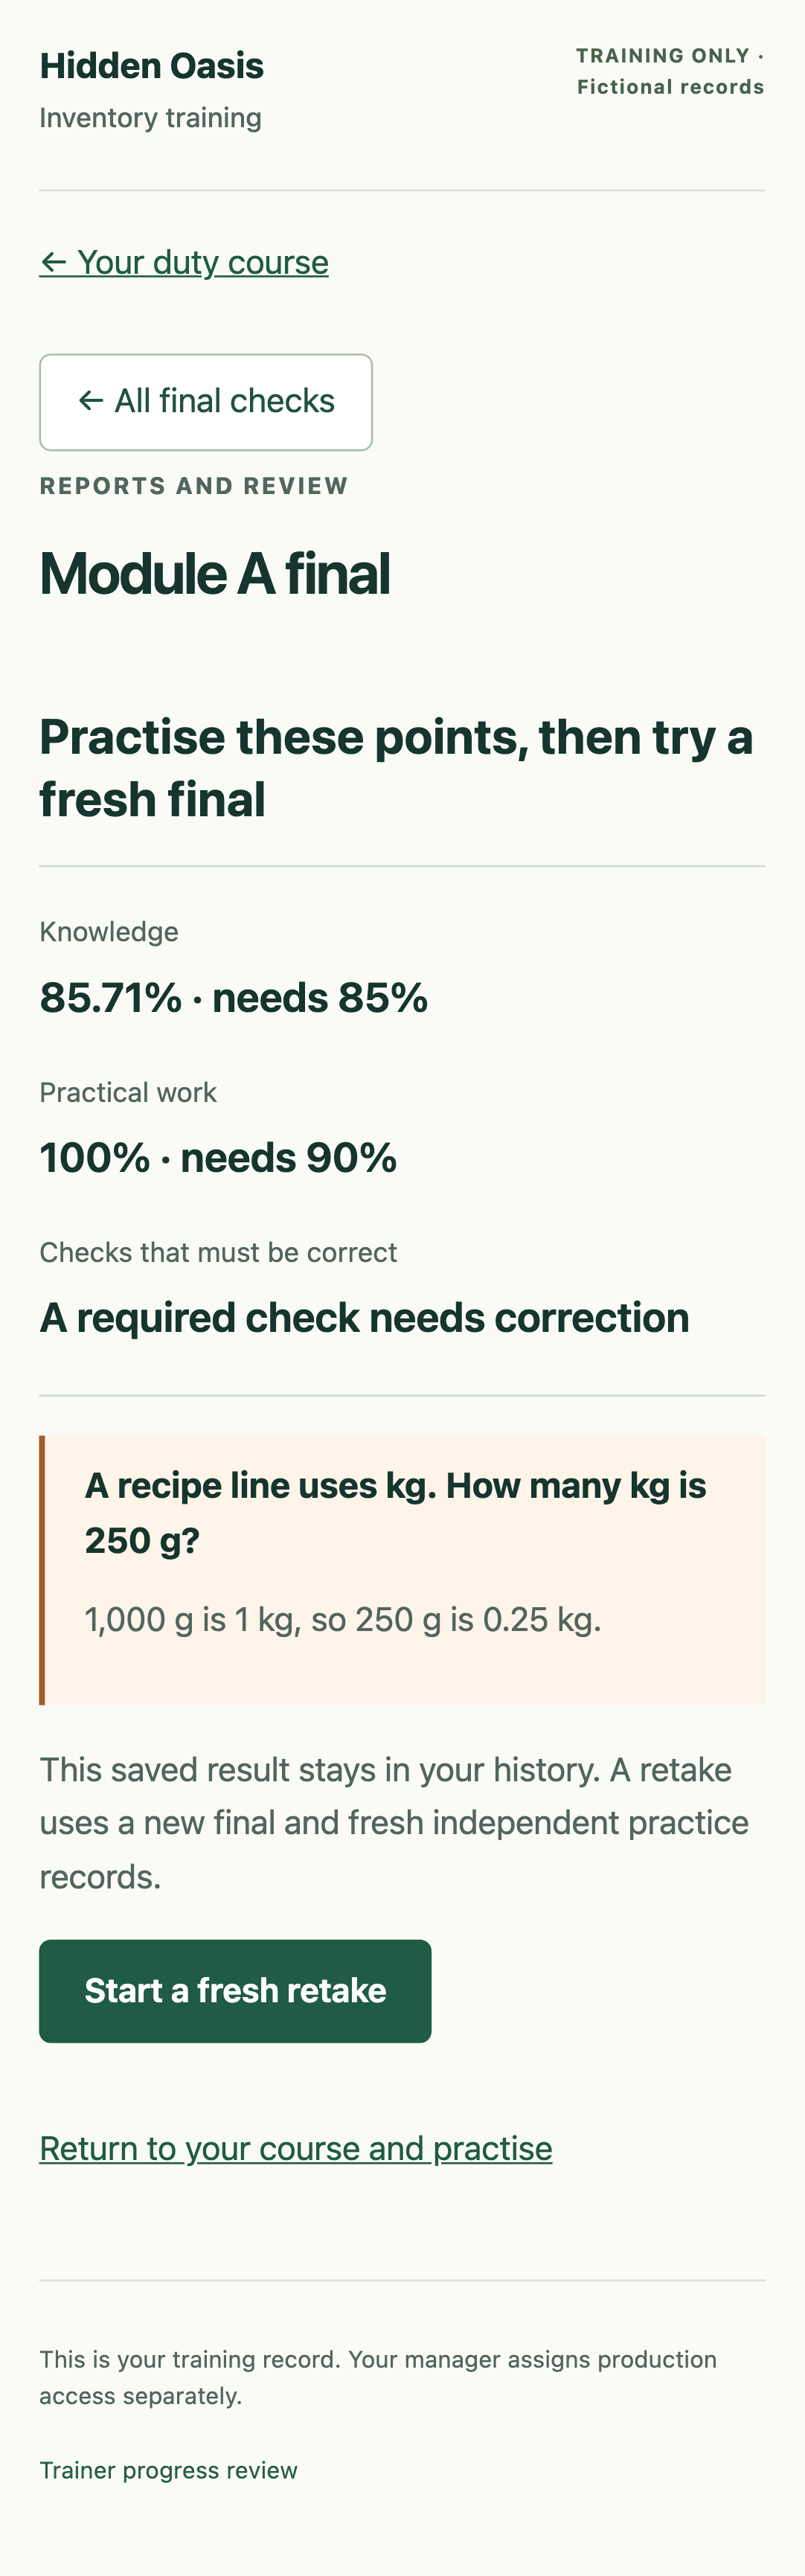 Hidden Oasis
Inventory training
TRAINING ONLY ·
Fictional records
← Your duty course
← All final checks
REPORTS AND REVIEW
Module A final
Practise these points, then try a
fresh final
Knowledge
85.71% · needs 85%
Practical work
100% · needs 90%
Checks that must be correct
A required check needs correction
A recipe line uses kg. How many kg is
250 g?
1,000 g is 1 kg, so 250 g is 0.25 kg.
This saved result stays in your history. A retake
uses a new final and fresh independent practice
records.
Start a fresh retake
Return to your course and practise
This is your training record. Your manager assigns production
access separately.
Trainer progress review